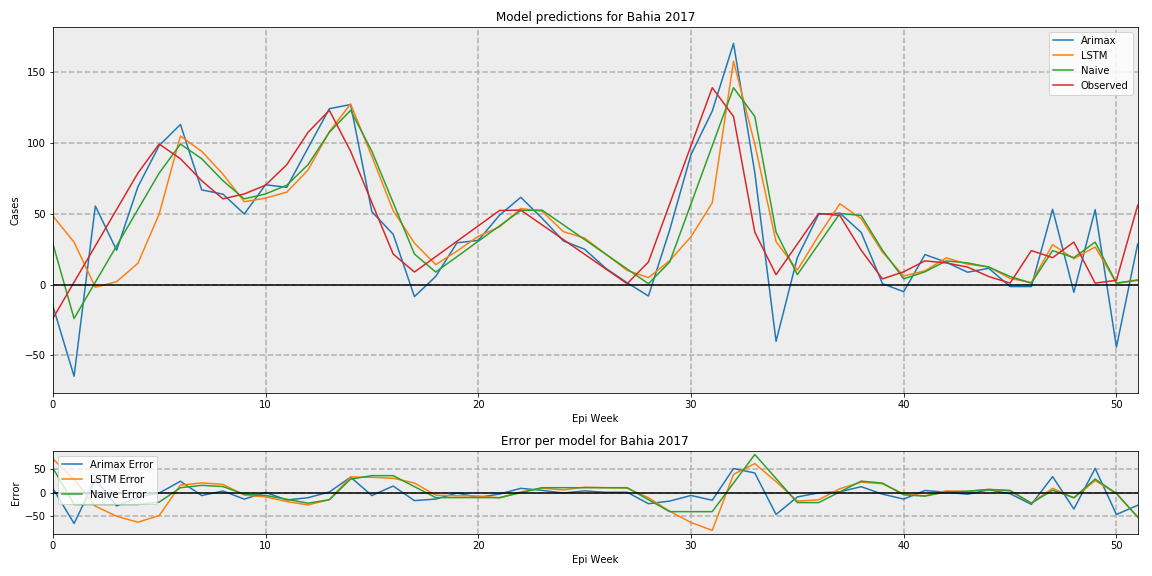 Model predictions for Bahia 2017
Cases
150
100
50
0
−50
Arimax
LSTM
Naive
Observed
0 10 20 30 40 50
Epi Week
Error per model for Bahia 2017
Error
50
0
−50
Arimax Error
LSTM Error
Naive Error
0 10 20 30 40 50
Epi Week